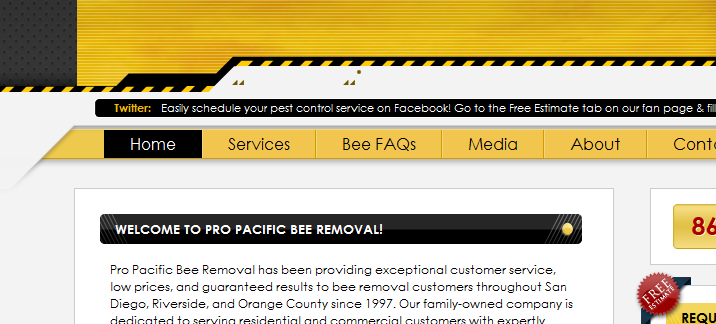 Twitter: Easily schedule your pest control service on Facebook! Go to the Free Estimate tab on our fan page &
Home Services Bee FAQs Media About
WELCOME TO PRO PACIFIC BEE REMOVAL!
86
Pro Pacific Bee Removal has been providing exceptional customer service,
low prices, and guaranteed results to bee removal customers throughout San
Diego, Riverside, and Orange County since 1997. Our family-owned company is
dedicated to serving residential and commercial customers with expertly
FREE
ESTIMATE
REQU